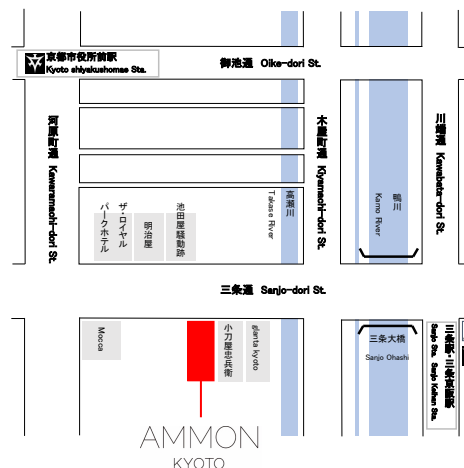 京都市役所前駅
Kyoto shiyakushomae Sta.
御池通 Oike-dori St.
河原町通 Kawaramachi-dori St.
木屋町通 Kiyamachi-dori St.
川端通 Kawabata-dori St.
高瀬川
Takase River
鴨川
Kamo River
ザ・ロイヤル
パークホテル
明治屋
池田屋騒動跡
三条通 Sanjo-dori St.
Mocca
小刀屋忠兵衛
glanta kyoto
三条大橋
Sanjo Ohashi
三条駅・三条京阪駅
Sanjo Sta. Sanjo Keihan Sta.
AMMON
KYOTO